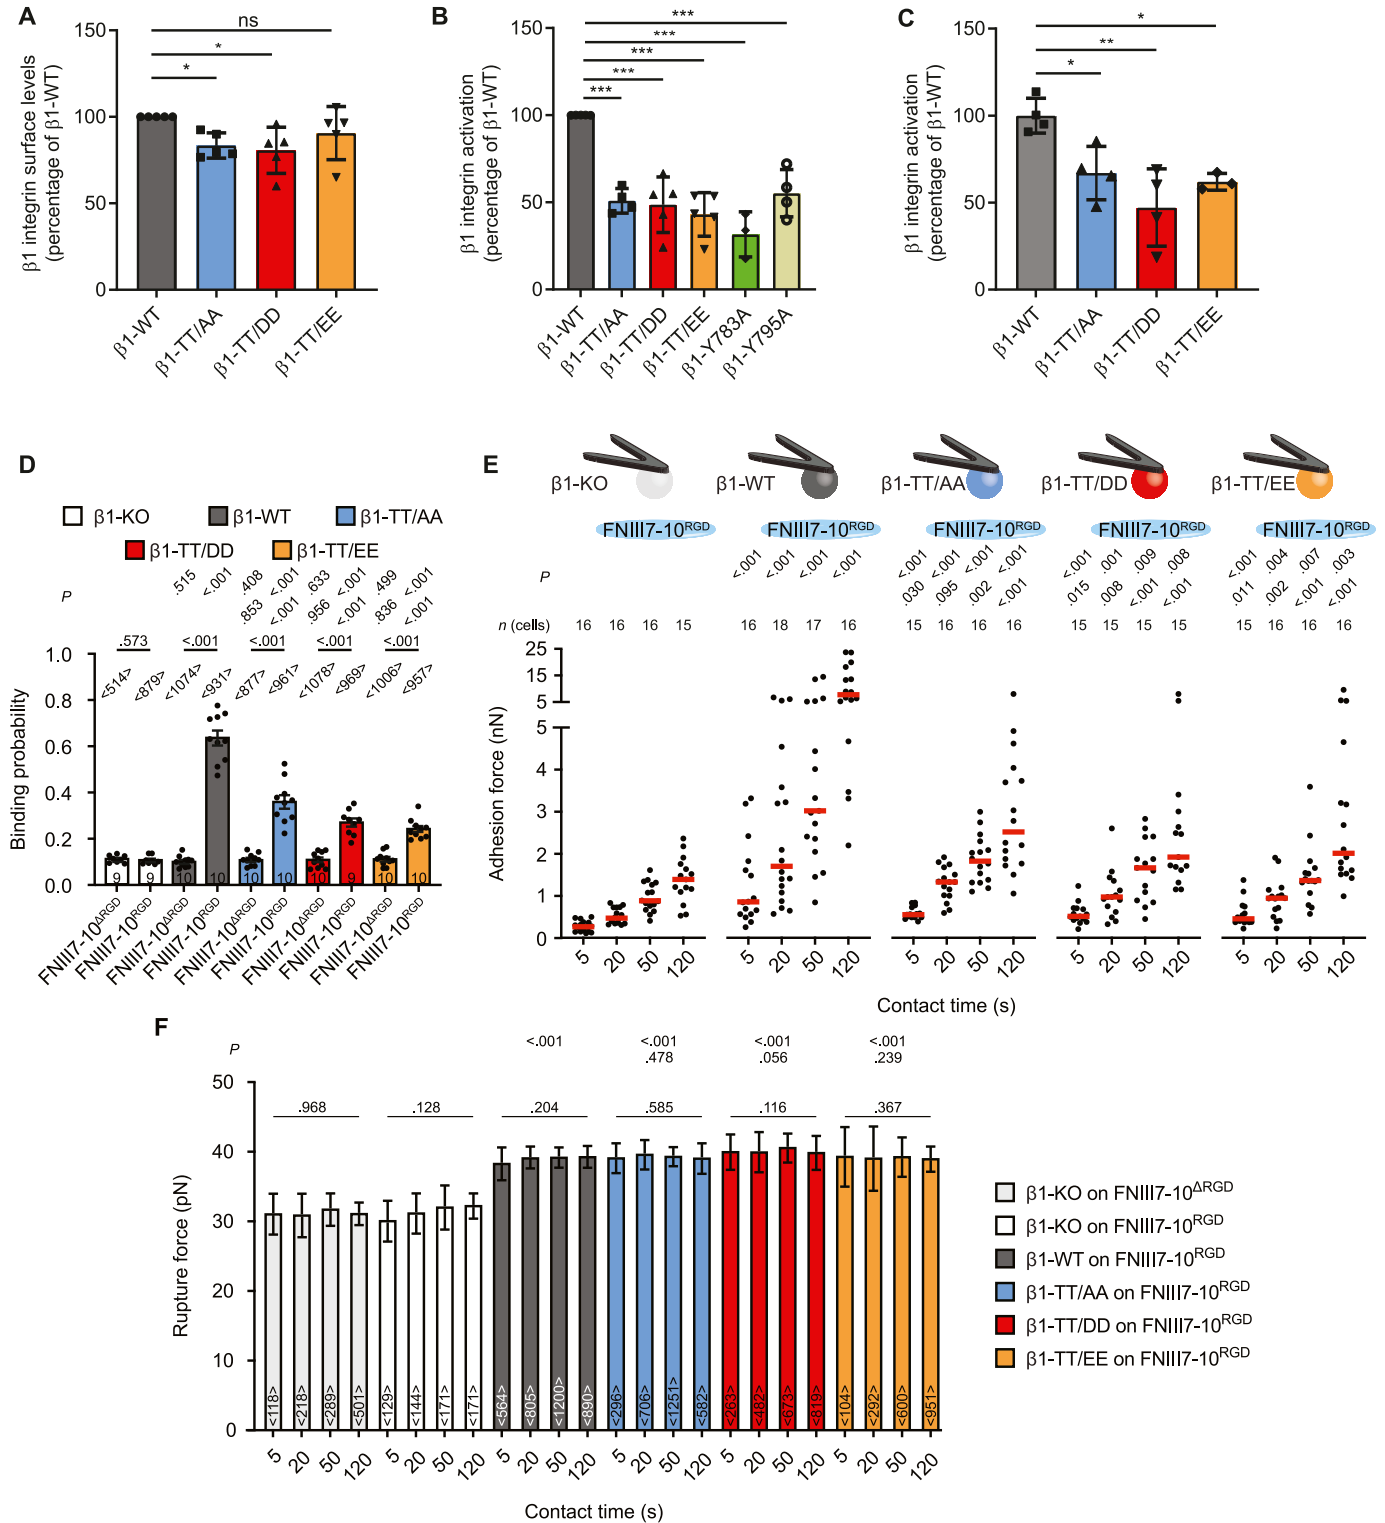 A
ns
*
*
150
100
50
0
β1 integrin surface levels
(percentage of β1-WT)
β1-WT
β1-TT/AA
β1-TT/DD
β1-TT/EE
B
***
***
***
***
***
150
100
50
0
β1 integrin activation
(percentage of β1-WT)
β1-WT
β1-TT/AA
β1-TT/DD
β1-TT/EE
β1-Y783A
β1-Y795A
C
*
**
*
150
100
50
0
β1 integrin activation
(percentage of β1-WT)
β1-WT
β1-TT/AA
β1-TT/DD
β1-TT/EE
D
β1-KO
β1-WT
β1-TT/AA
β1-TT/DD
β1-TT/EE
P
.515 <.001 .408 <.001 .633 <.001 .499 <.001
.853 <.001 .956 <.001 .836 <.001
.573 <.001 <.001 <.001 <.001
<514> <879> <1074> <931> <877> <961> <1078> <969> <1006> <957>
1.0
0.8
0.6
0.4
0.2
0.0
Binding probability
9 9 10 10 10 10 10 9 10 10
FNIII7-10ΔRGD
FNIII7-10RGD
FNIII7-10ΔRGD
FNIII7-10RGD
FNIII7-10ΔRGD
FNIII7-10RGD
FNIII7-10ΔRGD
FNIII7-10RGD
FNIII7-10ΔRGD
FNIII7-10RGD
E
β1-KO
β1-WT
β1-TT/AA
β1-TT/DD
β1-TT/EE
FNIII7-10RGD
FNIII7-10RGD
FNIII7-10RGD
FNIII7-10RGD
FNIII7-10RGD
P
<.001 <.001 <.001 <.001 <.001 <.001 <.001 <.001 <.001 .001 .009 .008 <.001 .004 .007 .003
.030 .095 .002 <.001 .015 .008 <.001 <.001 .011 .002 <.001 <.001
n (cells) 16 16 16 15 16 18 17 16 15 16 16 16 15 15 15 15 15 16 16 16
25
15
5
5
4
3
2
1
0
Adhesion force (nN)
5 20 50 120 5 20 50 120 5 20 50 120 5 20 50 120 5 20 50 120
Contact time (s)
F
P
<.001 <.001 <.001 <.001
.478 .056 .239
.968 .128 .204 .585 .116 .367
50
40
30
20
10
0
Rupture force (pN)
<118> <218> <289> <501> <129> <144> <171> <171> <564> <805> <1200> <890> <296> <706> <1251> <582> <263> <482> <673> <819> <104> <292> <600> <951>
5 20 50 120 5 20 50 120 5 20 50 120 5 20 50 120 5 20 50 120 5 20 50 120
Contact time (s)
β1-KO on FNIII7-10ΔRGD
β1-KO on FNIII7-10RGD
β1-WT on FNIII7-10RGD
β1-TT/AA on FNIII7-10RGD
β1-TT/DD on FNIII7-10RGD
β1-TT/EE on FNIII7-10RGD